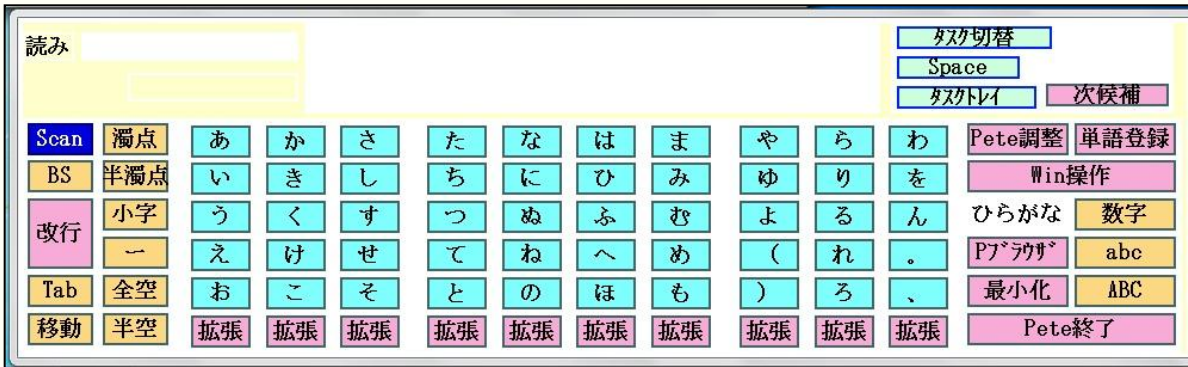 読み ﾀｽｸ切替
Space
ﾀｽｸﾄﾚｲ 次候補
Scan 濁点 あ か さ た な は ま や ら わ Pete調整 単語登録
BS 半濁点 い き し ち に ひ み ゆ り を Win操作
改行 小字 う く す つ ぬ ふ む よ る ん ひらがな 数字
ー え け せ て ね へ め ( れ 。 Pﾌﾞﾗｳｻﾞ abc
Tab 全空 お こ そ と の ほ も ) ろ 、 最小化 ABC
移動 半空 拡張 拡張 拡張 拡張 拡張 拡張 拡張 拡張 拡張 拡張 Pete終了